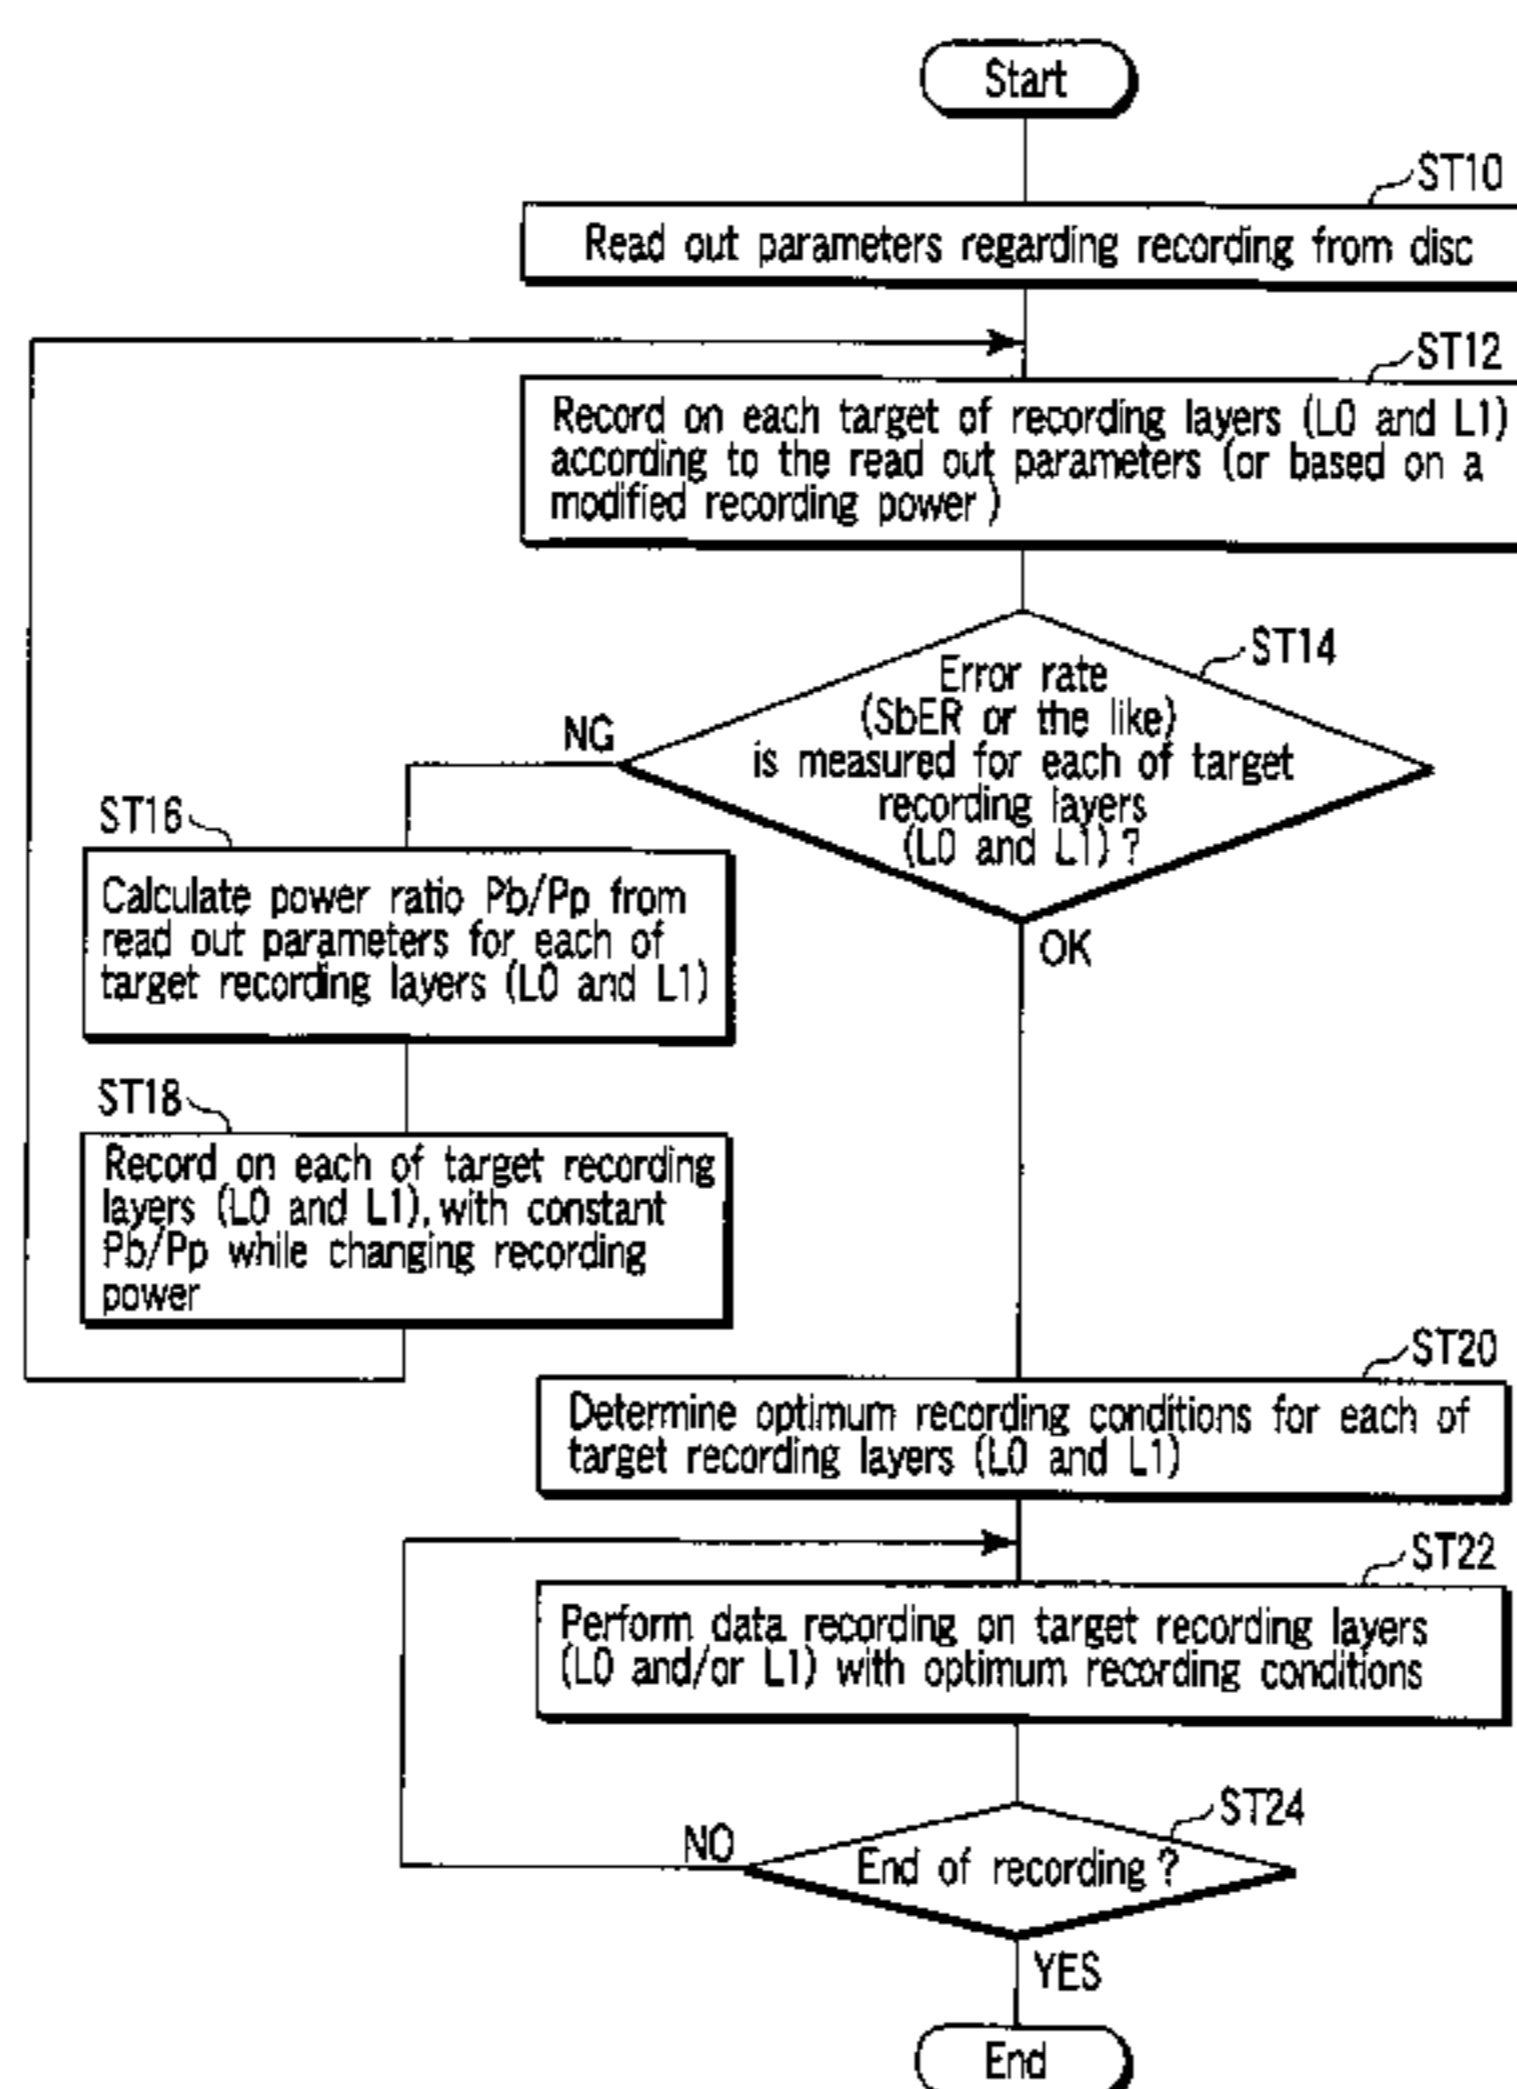 Start
ST10
Read out parameters regarding recording from disc
ST12
Record on each target of recording layers (L0 and L1)
according to the read out parameters (or based on a
modified recording power)
ST14
Error rate
(SbER or the like)
is measured for each of target
recording layers
(L0 and L1)?
NG
OK
ST16
Calculate power ratio Pb/Pp from
read out parameters for each of
target recording layers (L0 and L1)
ST18
Record on each of target recording
layers (L0 and L1), with constant
Pb/Pp while changing recording
power
ST20
Determine optimum recording conditions for each of
target recording layers (L0 and L1)
ST22
Perform data recording on target recording layers
(L0 and/or L1) with optimum recording conditions
ST24
End of recording?
NO
YES
End